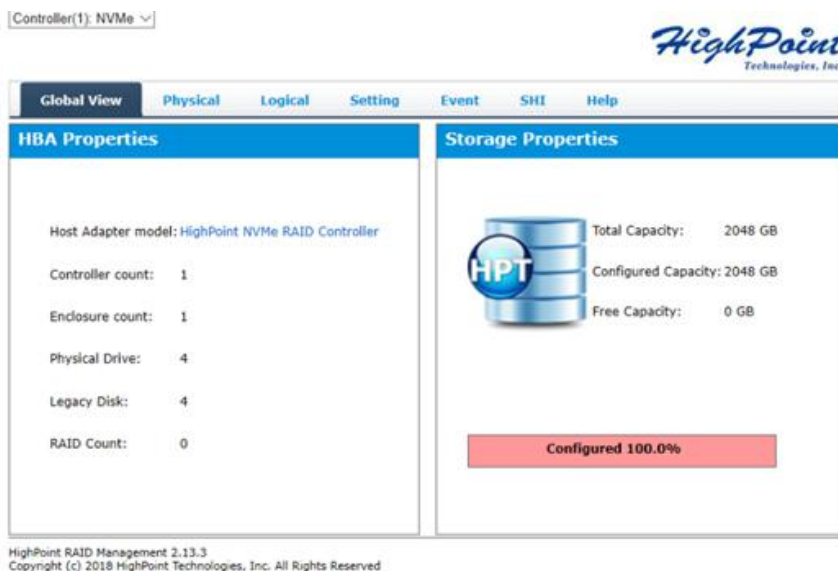 Controller(1): NVMe
HighPoint
Technologies, Inc
Global View Physical Logical Setting Event SHI Help
HBA Properties
Host Adapter model: HighPoint NVMe RAID Controller
Controller count: 1
Enclosure count: 1
Physical Drive: 4
Legacy Disk: 4
RAID Count: 0
Storage Properties
HPT
Total Capacity: 2048 GB
Configured Capacity: 2048 GB
Free Capacity: 0 GB
Configured 100.0%
HighPoint RAID Management 2.13.3
Copyright (c) 2018 HighPoint Technologies, Inc. All Rights Reserved